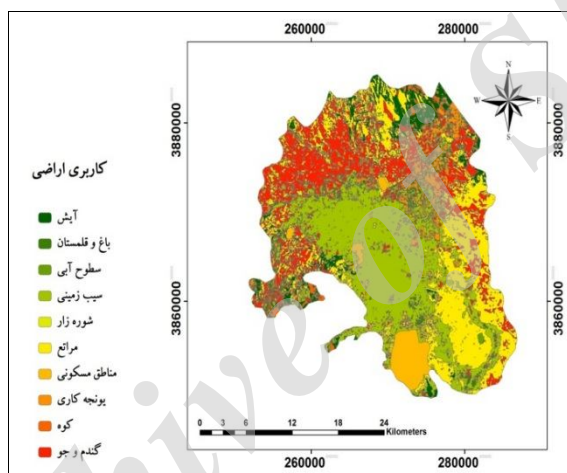 260000 280000
N
W E
S
3880000 3880000
کاربری اراضی
آیش
باغ و قلمستان
سطوح آبی
سیب زمینی
شوره زار
مراتع
مناطق مسکونی
یونجه کاری
کوه
گندم و جو
3860000 3860000
0 3 6 12 18 24
Kilometers
260000 280000